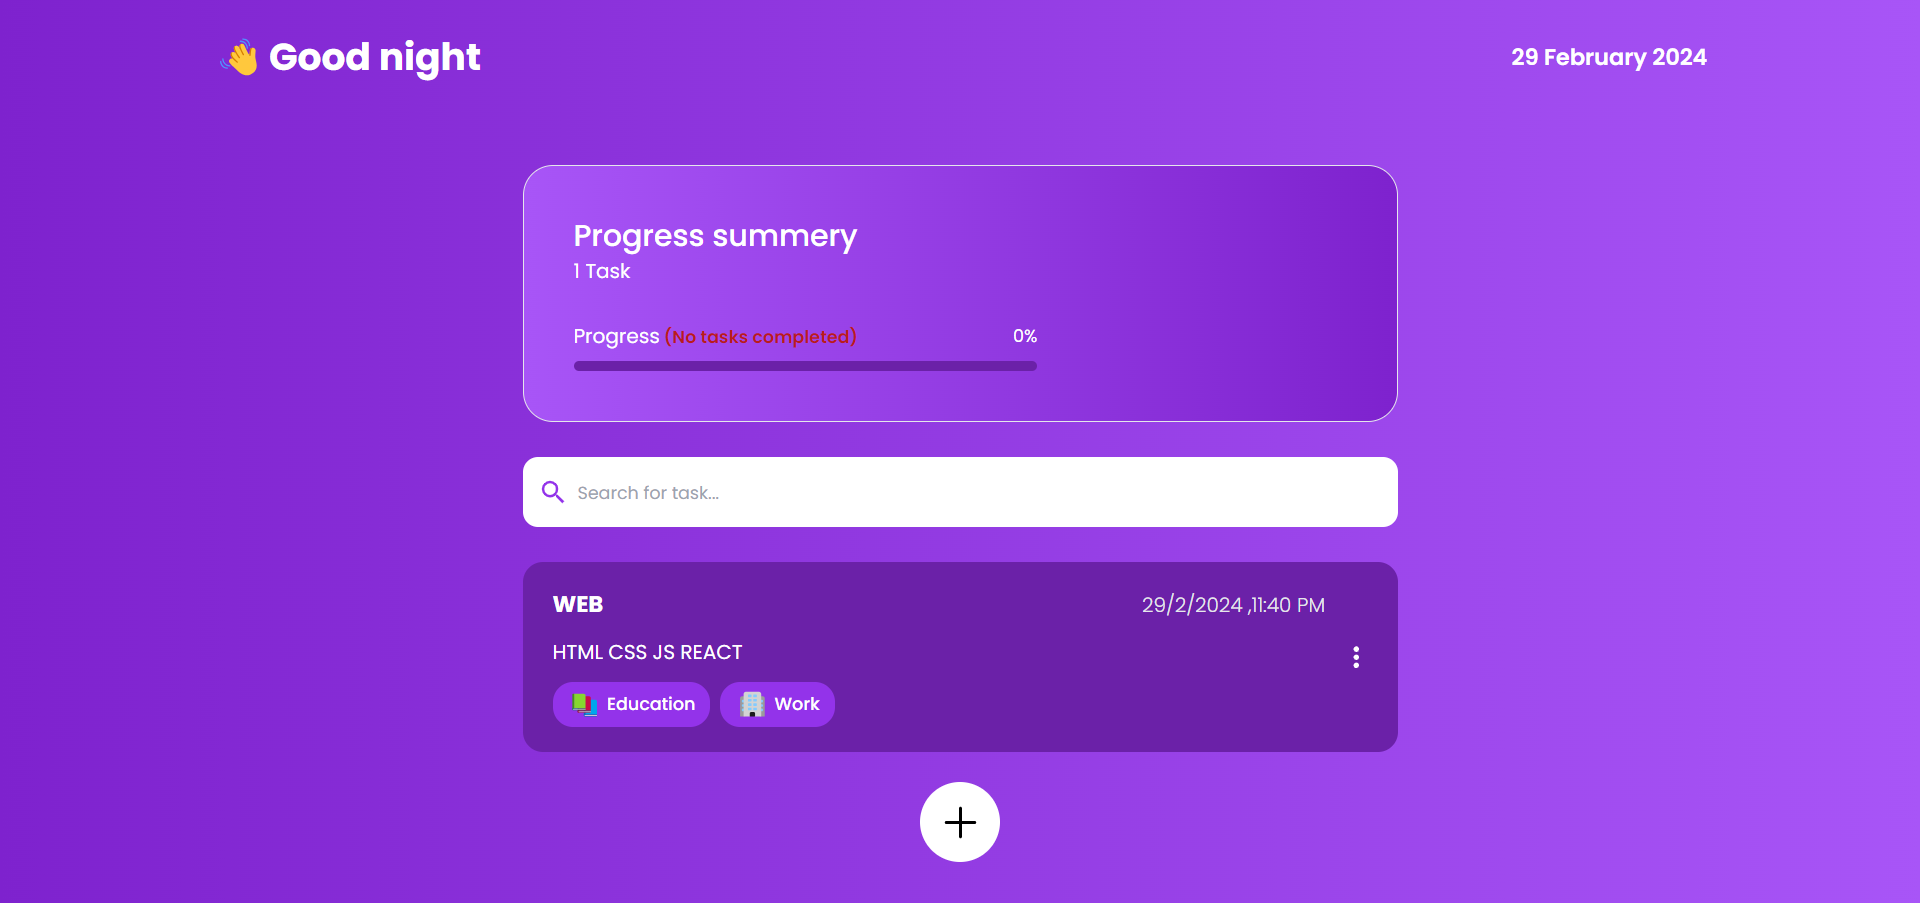 Good night
29 February 2024
Progress summery
1 Task
Progress (No tasks completed) 0%
Search for task...
WEB
29/2/2024 ,11:40 PM
HTML CSS JS REACT
Education Work